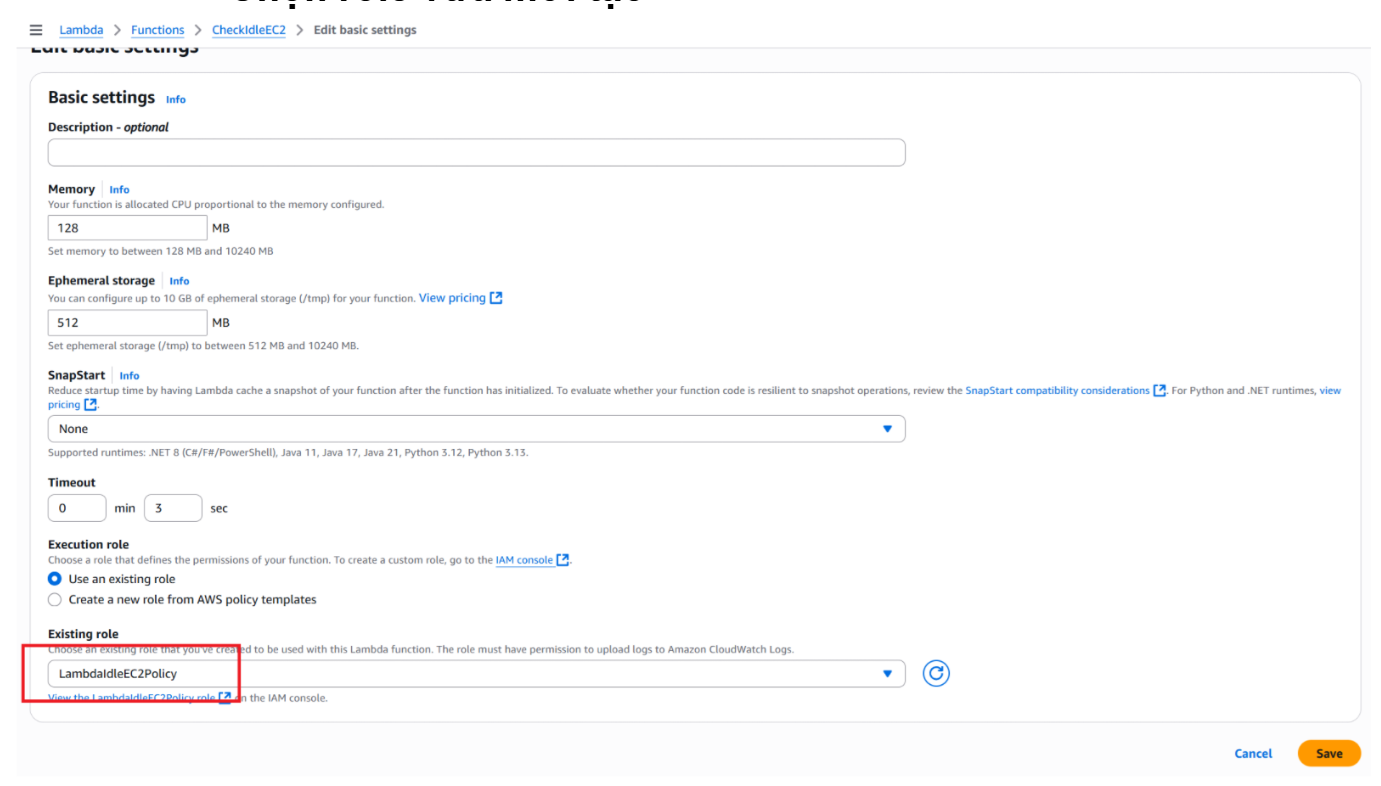 Lambda > Functions > CheckIdleEC2 > Edit basic settings
Edit basic settings
Basic settings Info
Description - optional
Memory Info
Your function is allocated CPU proportional to the memory configured.
128 MB
Set memory to between 128 MB and 10240 MB
Ephemeral storage Info
You can configure up to 10 GB of ephemeral storage (/tmp) for your function. View pricing
512 MB
Set ephemeral storage (/tmp) to between 512 MB and 10240 MB.
SnapStart Info
Reduce startup time by having Lambda cache a snapshot of your function after the function has initialized. To evaluate whether your function code is resilient to snapshot operations, review the SnapStart compatibility considerations . For Python and .NET runtimes, view
pricing .
None
Supported runtimes: .NET 8 (C#/F#/PowerShell), Java 11, Java 17, Java 21, Python 3.12, Python 3.13.
Timeout
0 min 3 sec
Execution role
Choose a role that defines the permissions of your function. To create a custom role, go to the IAM console .
Use an existing role
Create a new role from AWS policy templates
Existing role
Choose an existing role that you've created to be used with this Lambda function. The role must have permission to upload logs to Amazon CloudWatch Logs.
LambdaIdleEC2Policy
View the LambdaIdleEC2Policy role on the IAM console.
Cancel Save